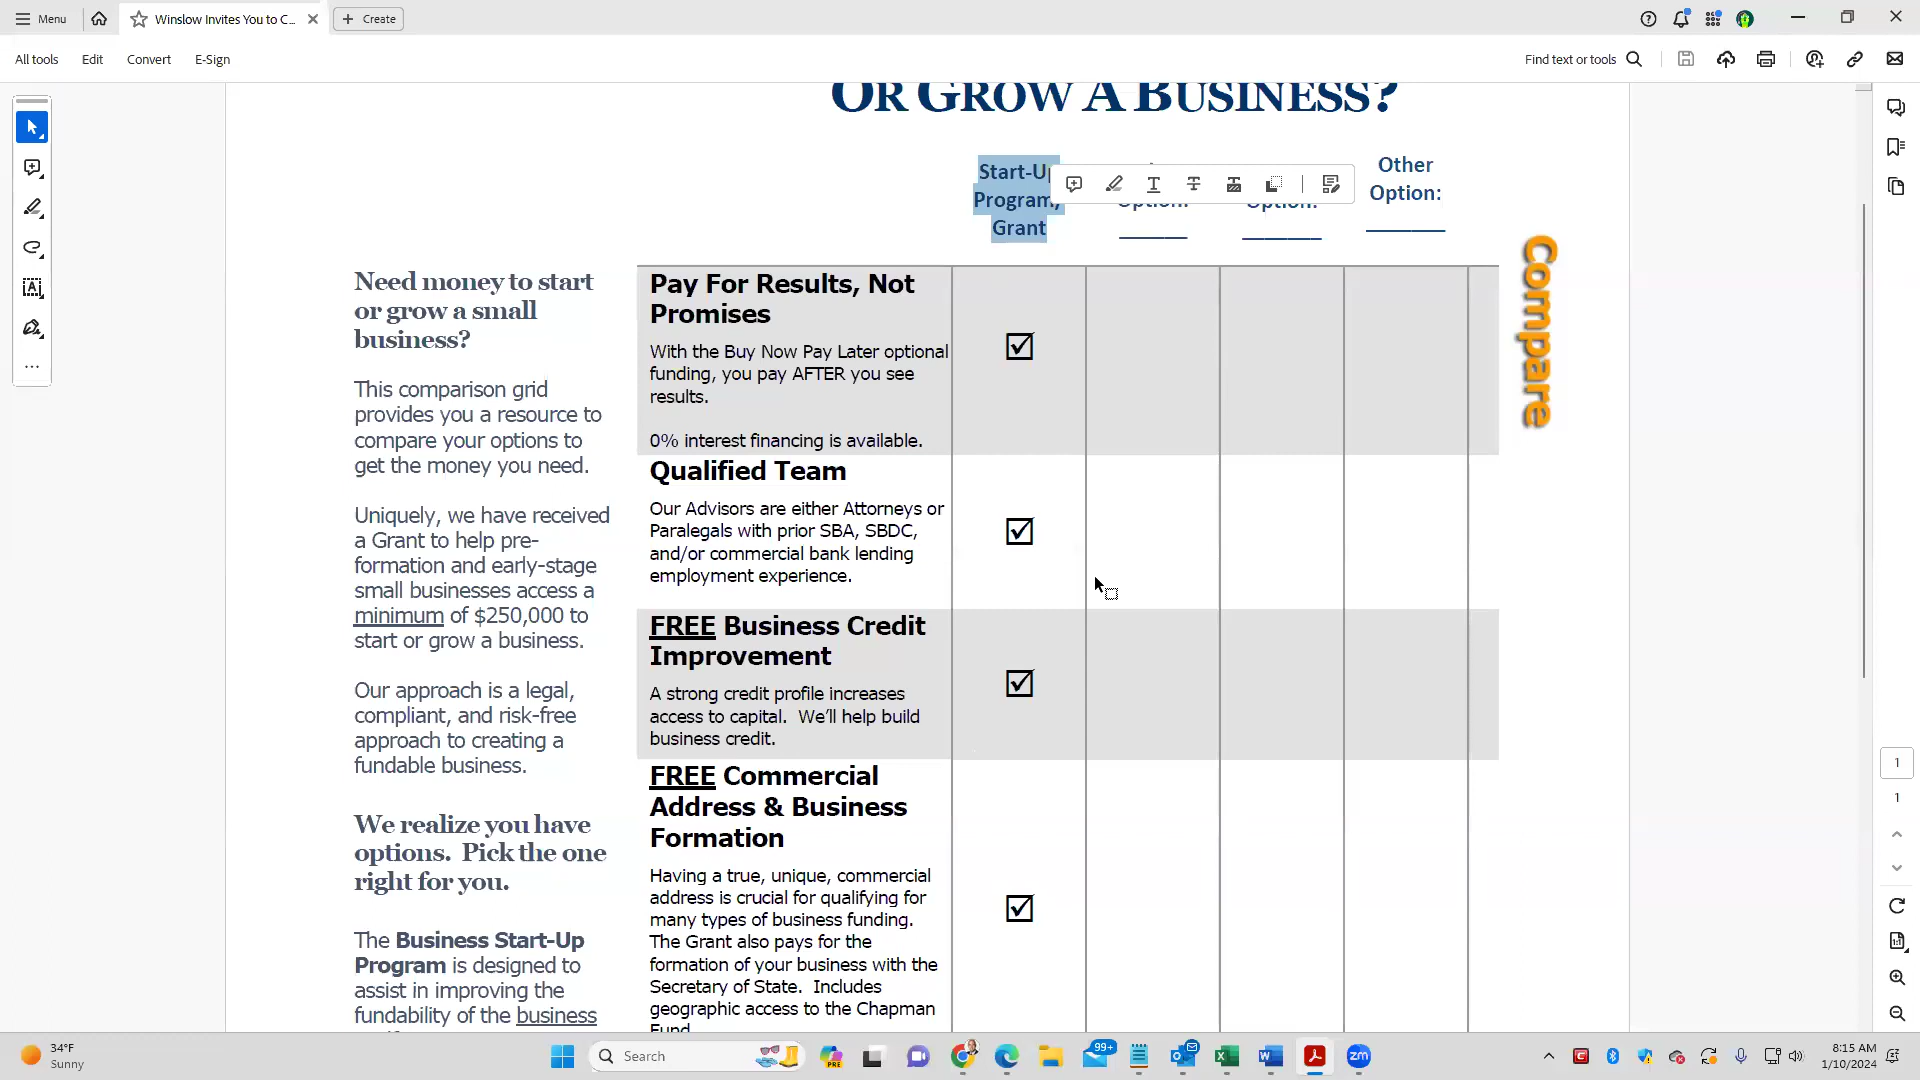 Menu
Winslow Invites You to C...
Create
All tools
Edit
Convert
E-Sign
Find text or tools
OR GROW A BUSINESS?
Start-Up
Program/
Grant
Option:
Option:
Other
Option:
Compare
Need money to start
or grow a small
business?
This comparison grid
provides you a resource to
compare your options to
get the money you need.
Uniquely, we have received
a Grant to help pre-
formation and early-stage
small businesses access a
minimum of $250,000 to
start or grow a business.
Our approach is a legal,
compliant, and risk-free
approach to creating a
fundable business.
We realize you have
options.  Pick the one
right for you.
The Business Start-Up
Program is designed to
assist in improving the
fundability of the business
Pay For Results, Not
Promises
With the Buy Now Pay Later optional
funding, you pay AFTER you see
results.
0% interest financing is available.
Qualified Team
Our Advisors are either Attorneys or
Paralegals with prior SBA, SBDC,
and/or commercial bank lending
employment experience.
FREE Business Credit
Improvement
A strong credit profile increases
access to capital.  We'll help build
business credit.
FREE Commercial
Address & Business
Formation
Having a true, unique, commercial
address is crucial for qualifying for
many types of business funding.
The Grant also pays for the
formation of your business with the
Secretary of State.  Includes
geographic access to the Chapman
Fund
1
1
34°F
Sunny
Search
PRE
99+
zm
8:15 AM
1/10/2024